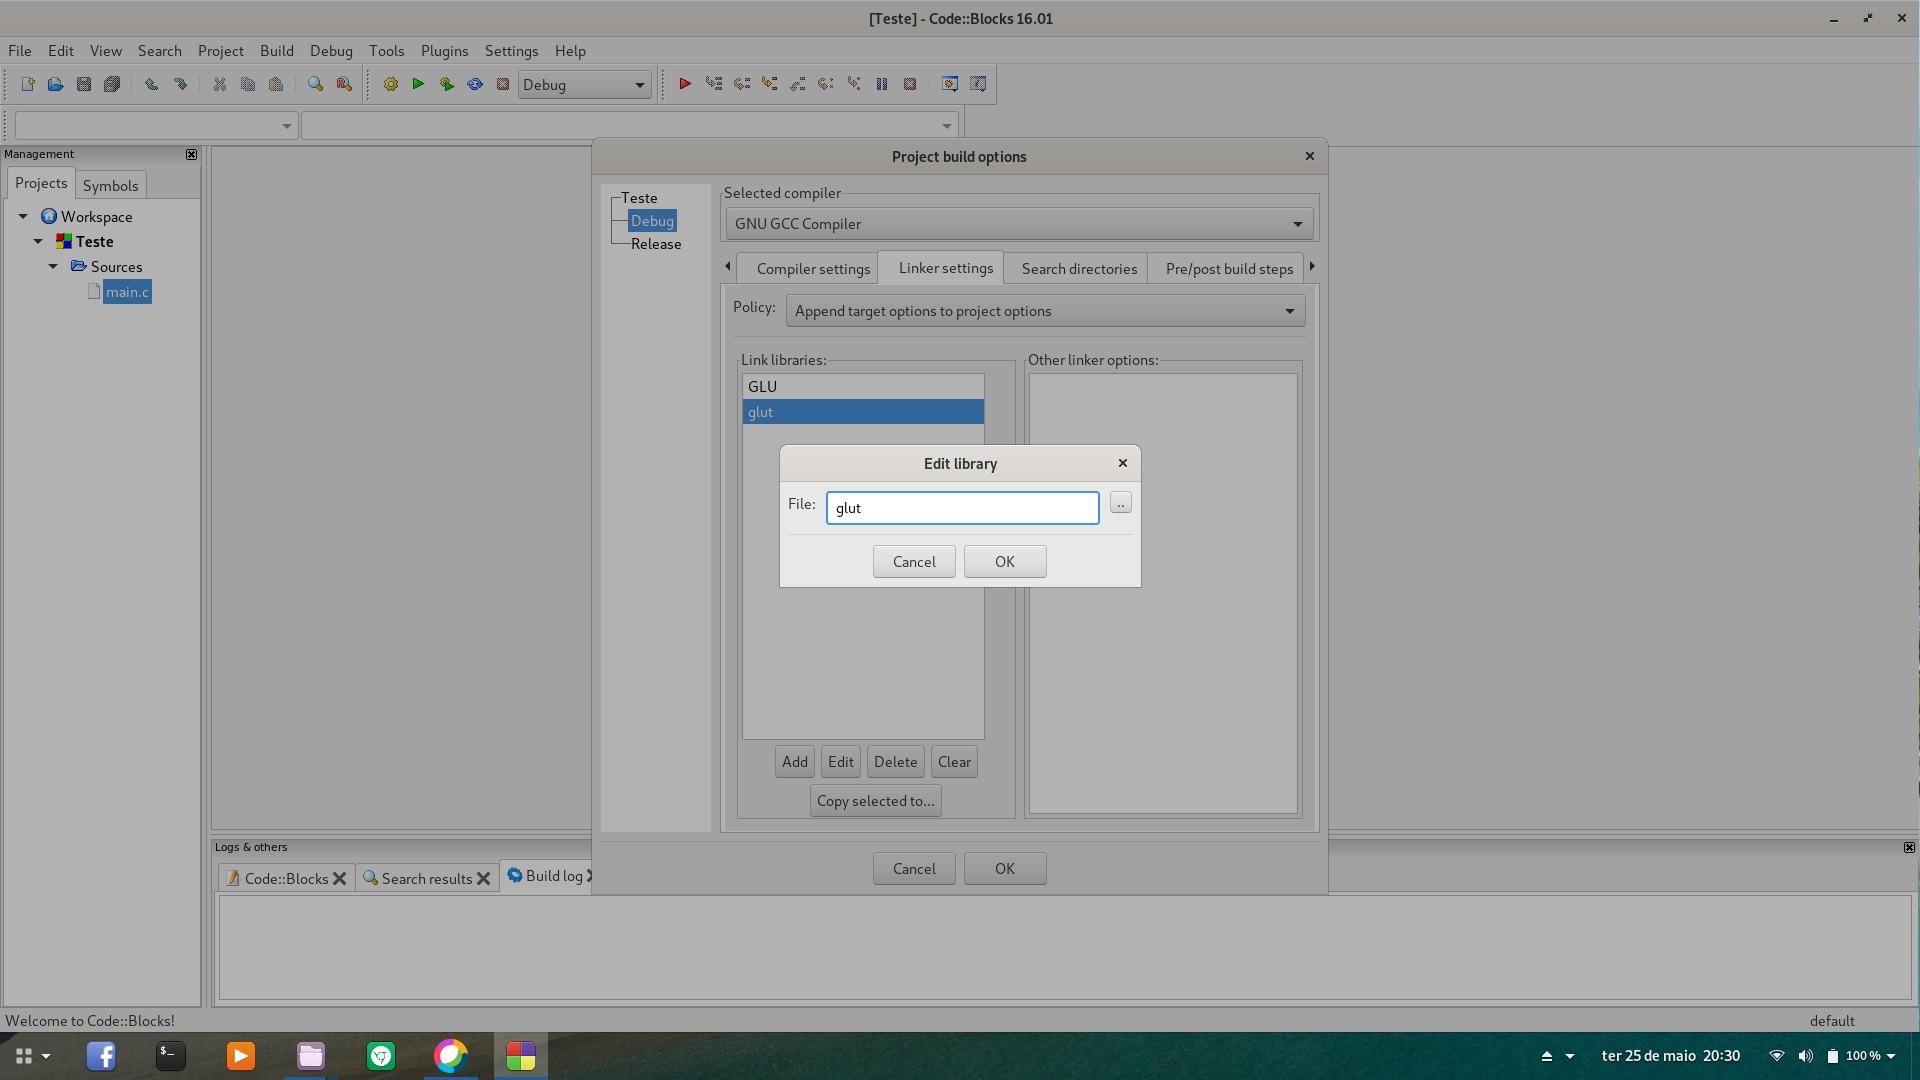 [Teste] - Code::Blocks 16.01
File Edit View Search Project Build Debug Tools Plugins Settings Help
Debug
Management
Projects Symbols
Workspace
Teste
Sources
main.c
Project build options
Teste
Debug
Release
Selected compiler
GNU GCC Compiler
Compiler settings Linker settings Search directories Pre/post build steps
Policy: Append target options to project options
Link libraries: Other linker options:
GLU
glut
Edit library
File: glut ..
Cancel OK
Add Edit Delete Clear
Copy selected to...
Cancel OK
Logs & others
Code::Blocks Search results Build log
Welcome to Code::Blocks! default
ter 25 de maio 20:30 100 %